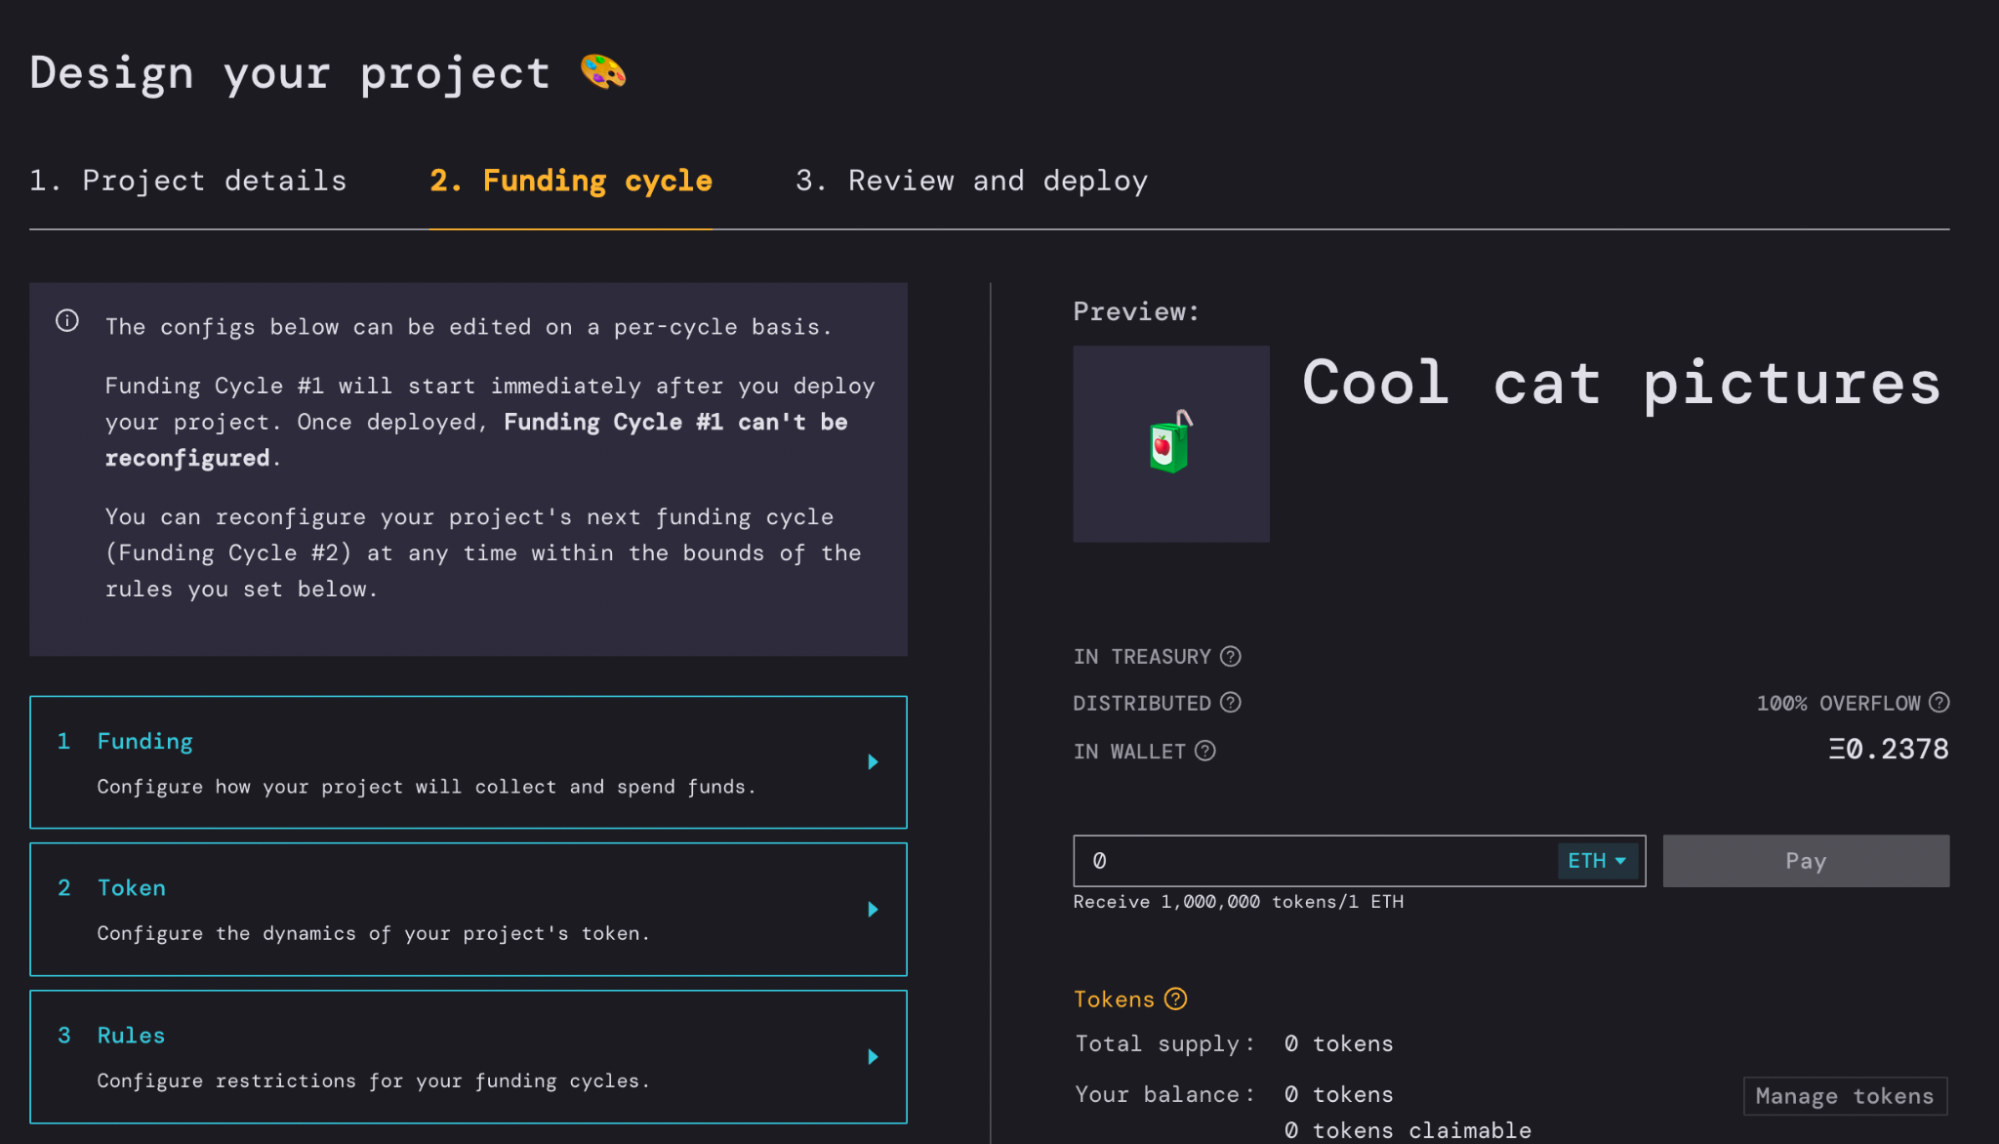 Design your project 🎨
1. Project details
2. Funding cycle
3. Review and deploy
The configs below can be edited on a per-cycle basis.
Funding Cycle #1 will start immediately after you deploy
your project. Once deployed, Funding Cycle #1 can't be
reconfigured.
You can reconfigure your project's next funding cycle
(Funding Cycle #2) at any time within the bounds of the
rules you set below.
1 Funding
Configure how your project will collect and spend funds.
2 Token
Configure the dynamics of your project's token.
3 Rules
Configure restrictions for your funding cycles.
Preview:
Cool cat pictures
IN TREASURY
DISTRIBUTED
100% OVERFLOW
IN WALLET
Ξ0.2378
0
ETH
Pay
Receive 1,000,000 tokens/1 ETH
Tokens
Total supply: 0 tokens
Your balance: 0 tokens
Manage tokens
0 tokens claimable